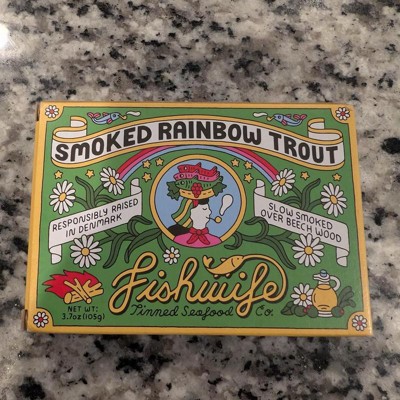 SMOKED RAINBOW TROUT
RESPONSIBLY RAISED
IN DENMARK
SLOW SMOKED
OVER BEECH WOOD
Fishwife
NET WT:
3.7oz (105g)
Tinned Seafood Co.